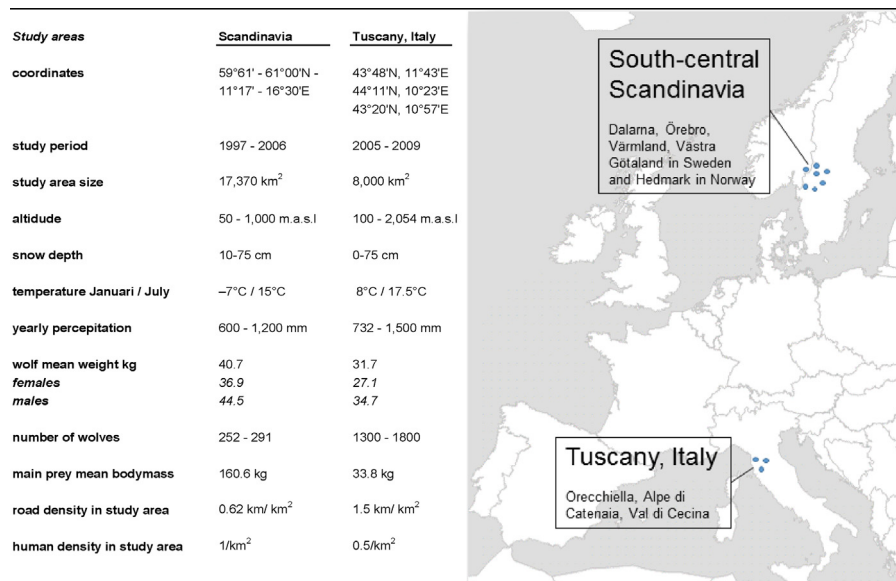 Study areas Scandinavia Tuscany, Italy
coordinates 59°61' - 61°00'N - 43°48'N, 11°43'E
11°17' - 16°30'E 44°11'N, 10°23'E
43°20'N, 10°57'E
study period 1997 - 2006 2005 - 2009
study area size 17,370 km² 8,000 km²
altidude 50 - 1,000 m.a.s.l 100 - 2,054 m.a.s.l
snow depth 10-75 cm 0-75 cm
temperature Januari / July –7°C / 15°C 8°C / 17.5°C
yearly percepitation 600 - 1,200 mm 732 - 1,500 mm
wolf mean weight kg 40.7 31.7
females 36.9 27.1
males 44.5 34.7
number of wolves 252 - 291 1300 - 1800
main prey mean bodymass 160.6 kg 33.8 kg
road density in study area 0.62 km/ km² 1.5 km/ km²
human density in study area 1/km² 0.5/km²
South-central
Scandinavia
Dalarna, Örebro,
Värmland, Västra
Götaland in Sweden
and Hedmark in Norway
Tuscany, Italy
Orecchiella, Alpe di
Catenaia, Val di Cecina